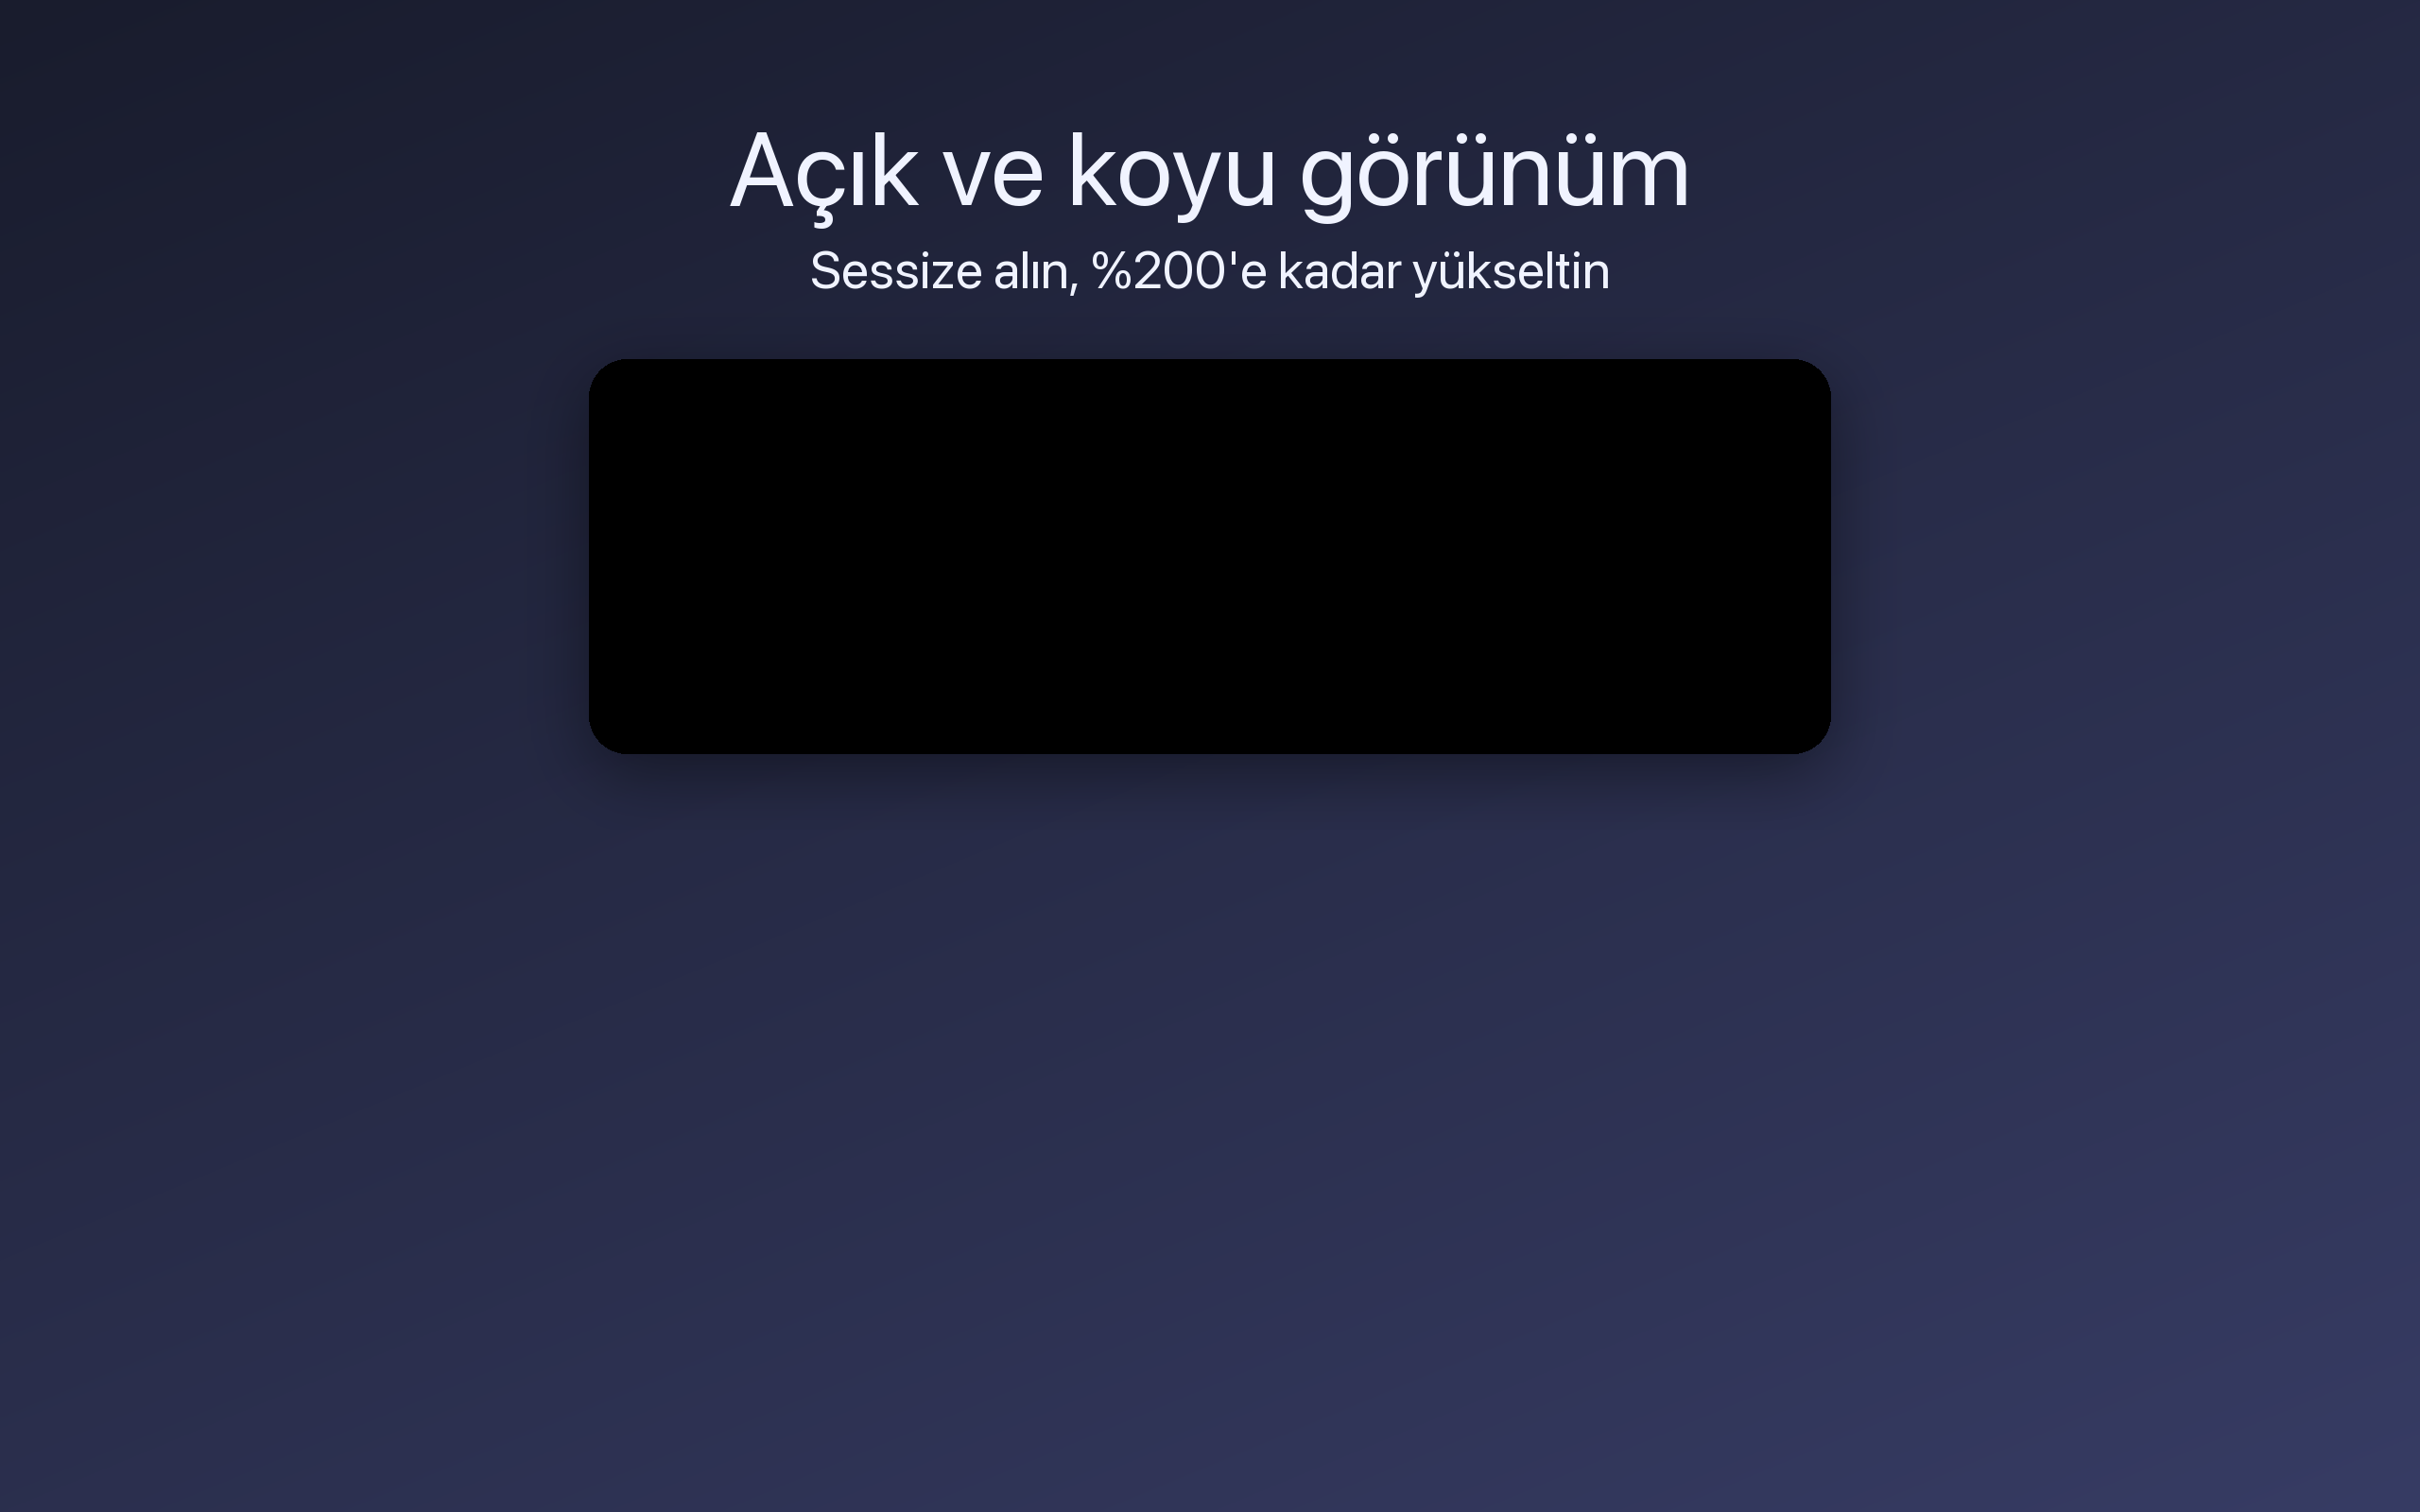 Açık ve koyu görünüm
Sessize alın, %200'e kadar yükseltin